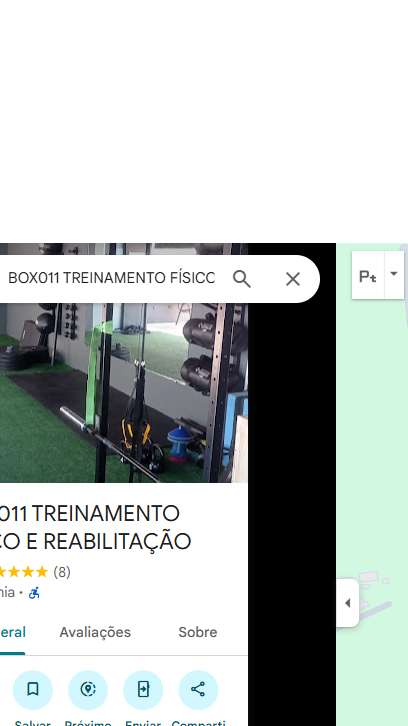 BOX011 TREINAMENTO FÍSICO
Pt
011 TREINAMENTO
CO E REABILITAÇÃO
(8)
nia •
eral Avaliações Sobre
Salvar Próximo Enviar Comparti